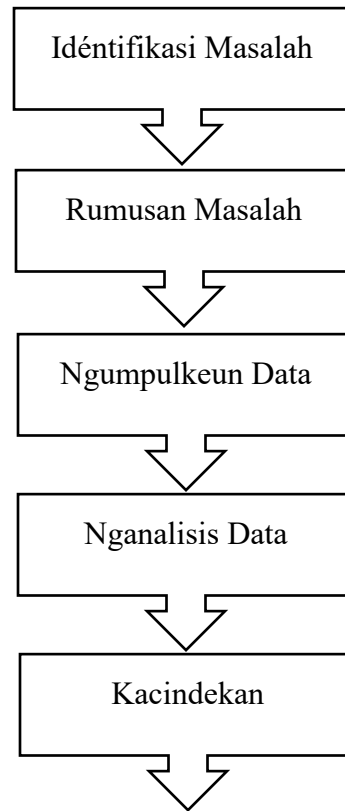 Idéntifikasi Masalah
Rumusan Masalah
Ngumpulkeun Data
Nganalisis Data
Kacindekan